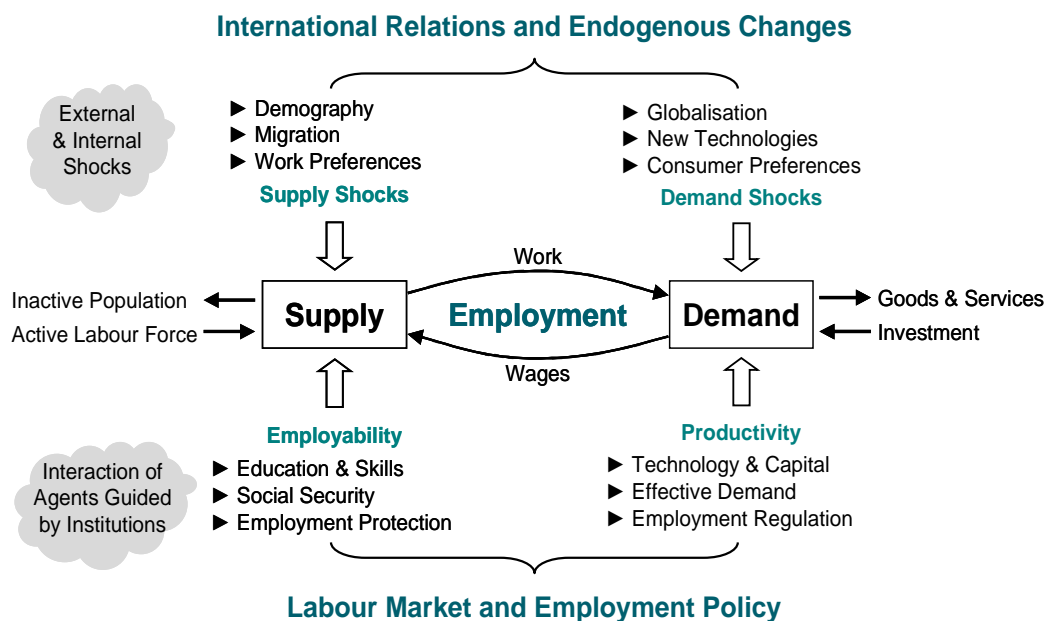 International Relations and Endogenous Changes
External
& Internal
Shocks
► Demography
► Migration
► Work Preferences
Supply Shocks
► Globalisation
► New Technologies
► Consumer Preferences
Demand Shocks
Work
Inactive Population
Active Labour Force
Supply
Employment
Demand
Goods & Services
Investment
Wages
Employability
Productivity
Interaction of
Agents Guided
by Institutions
► Education & Skills
► Social Security
► Employment Protection
► Technology & Capital
► Effective Demand
► Employment Regulation
Labour Market and Employment Policy